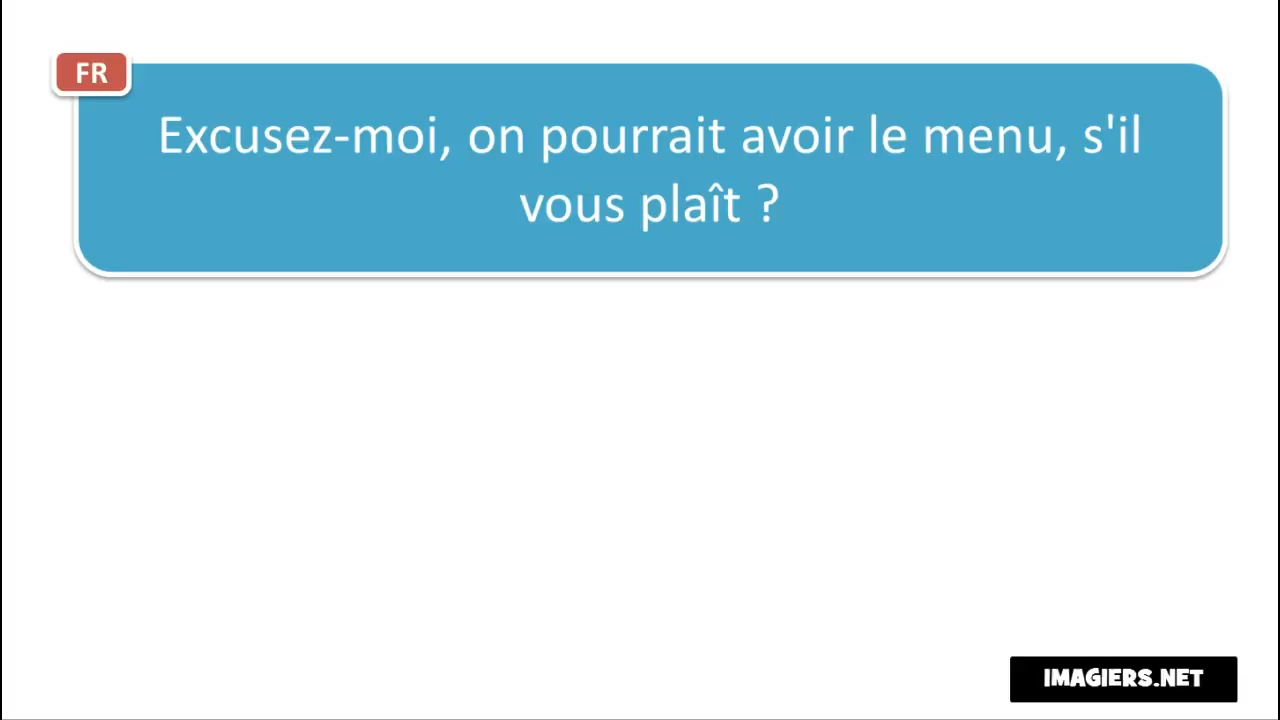 FR
Excusez-moi, on pourrait avoir le menu, s'il
vous plaît ?
IMAGIERS.NET